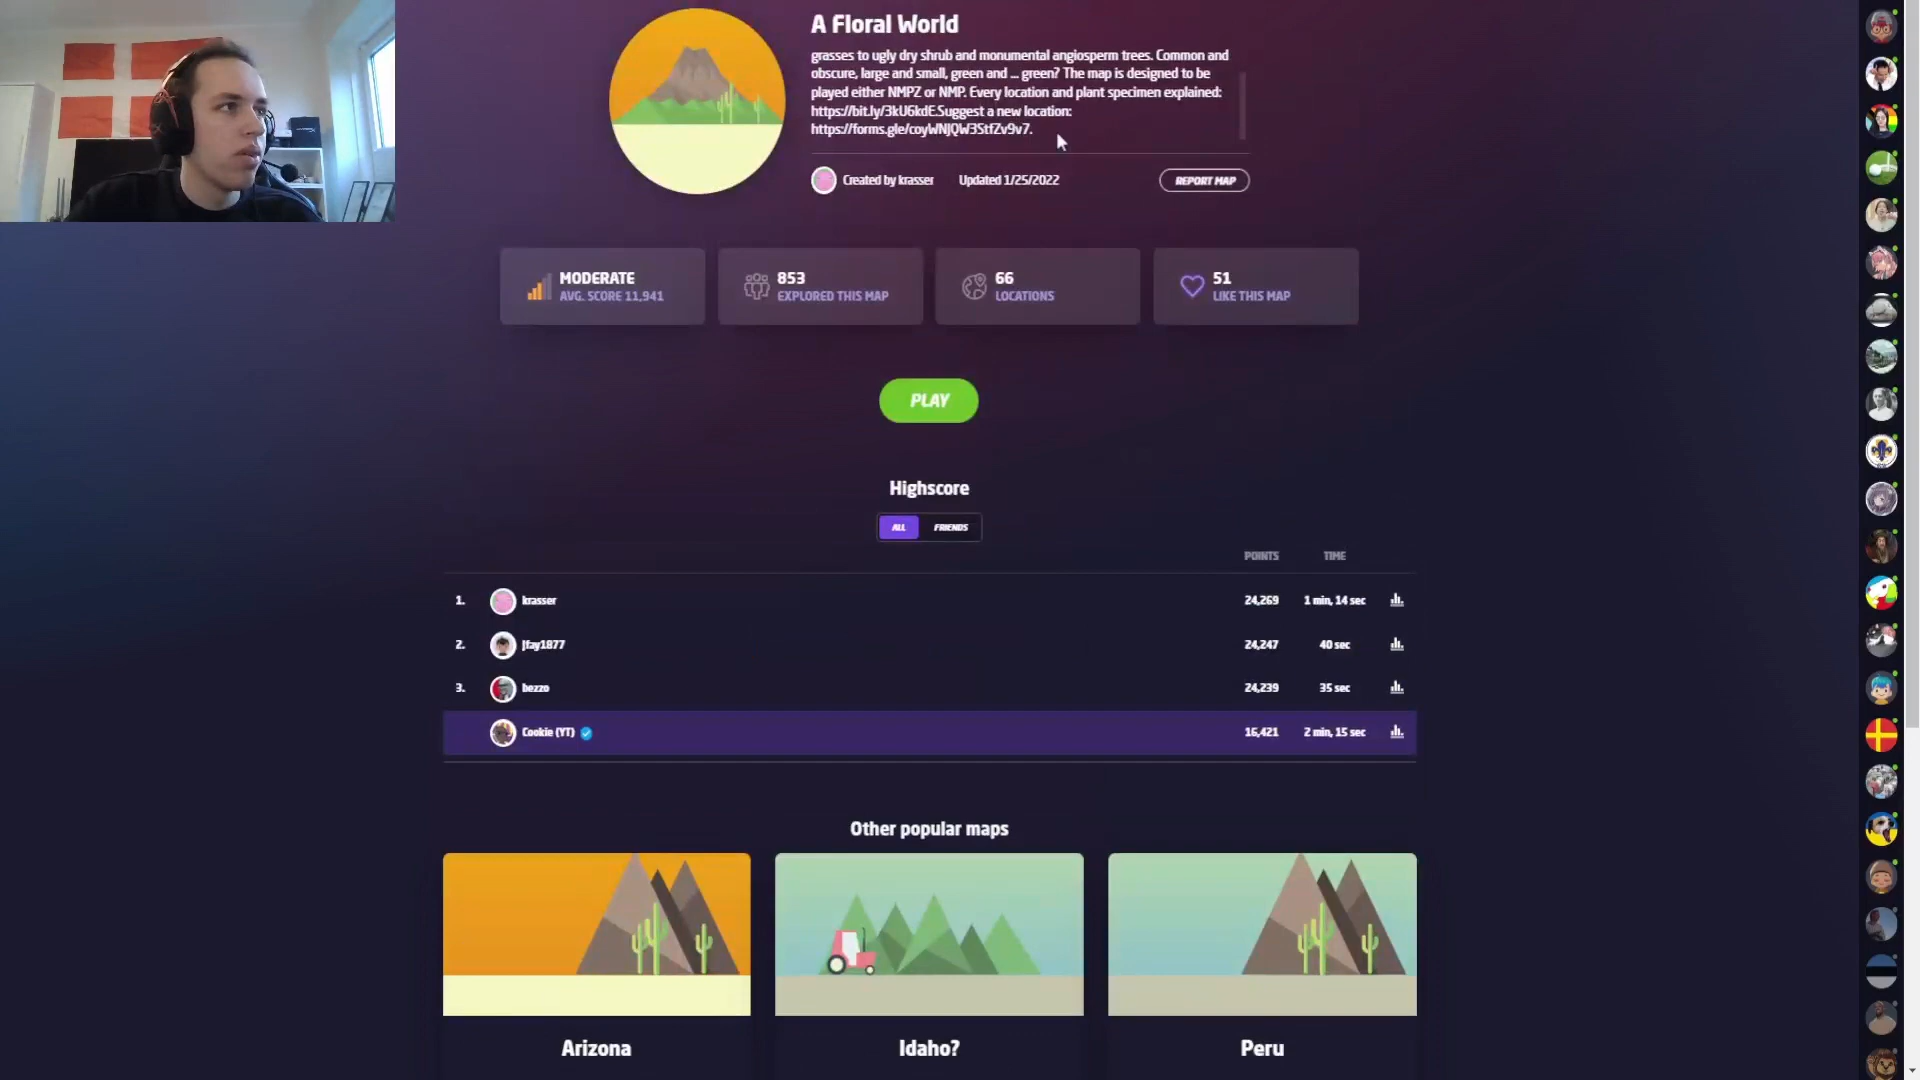 A Floral World
grasses to ugly dry shrub and monumental angiosperm trees. Common and
obscure, large and small, green and ... green? The map is designed to be
played either NMPZ or NMP. Every location and plant specimen explained:
https://bit.ly/3kU6kdE.Suggest a new location:
https://forms.gle/coyWNJQW3StfZv9v7.
Created by krasser Updated 1/25/2022 REPORT MAP
MODERATE
AVG. SCORE 11,941
853
EXPLORED THIS MAP
66
LOCATIONS
51
LIKE THIS MAP
PLAY
Highscore
ALL FRIENDS
POINTS TIME
1. krasser 24,269 1 min, 14 sec
2. jfay1877 24,247 40 sec
3. bezzo 24,239 35 sec
Cookie (YT) 16,421 2 min, 15 sec
Other popular maps
Arizona
Idaho?
Peru